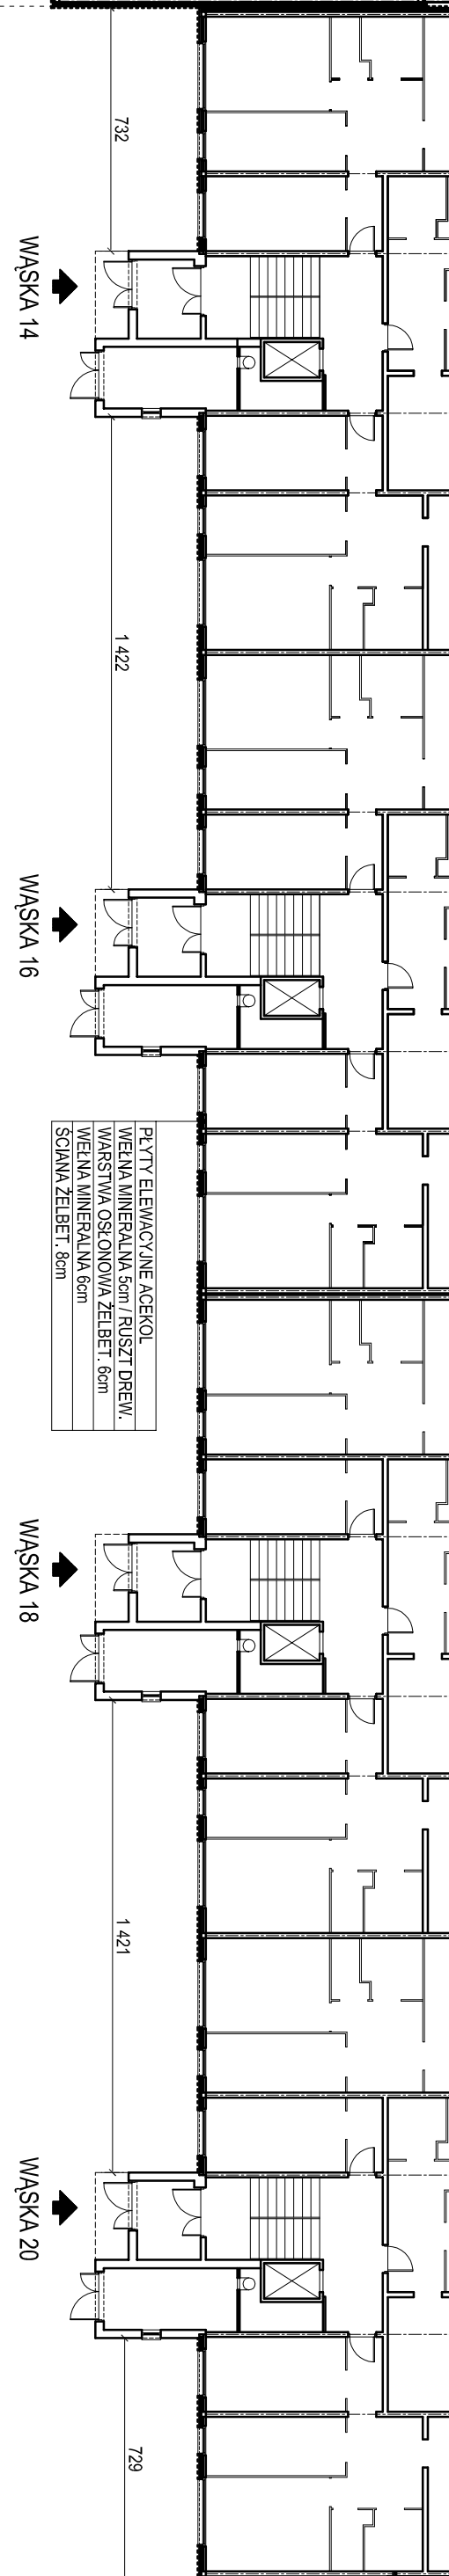 732
WĄSKA 14
1 422
WĄSKA 16
PŁYTY ELEWACYJNE ACEKOL
WEŁNA MINERALNA 5cm / RUSZT DREW.
WARSTWA OSŁONOWA ŻELBET. 6cm
WEŁNA MINERALNA 6cm
ŚCIANA ŻELBET. 8cm
WĄSKA 18
1 421
WĄSKA 20
729